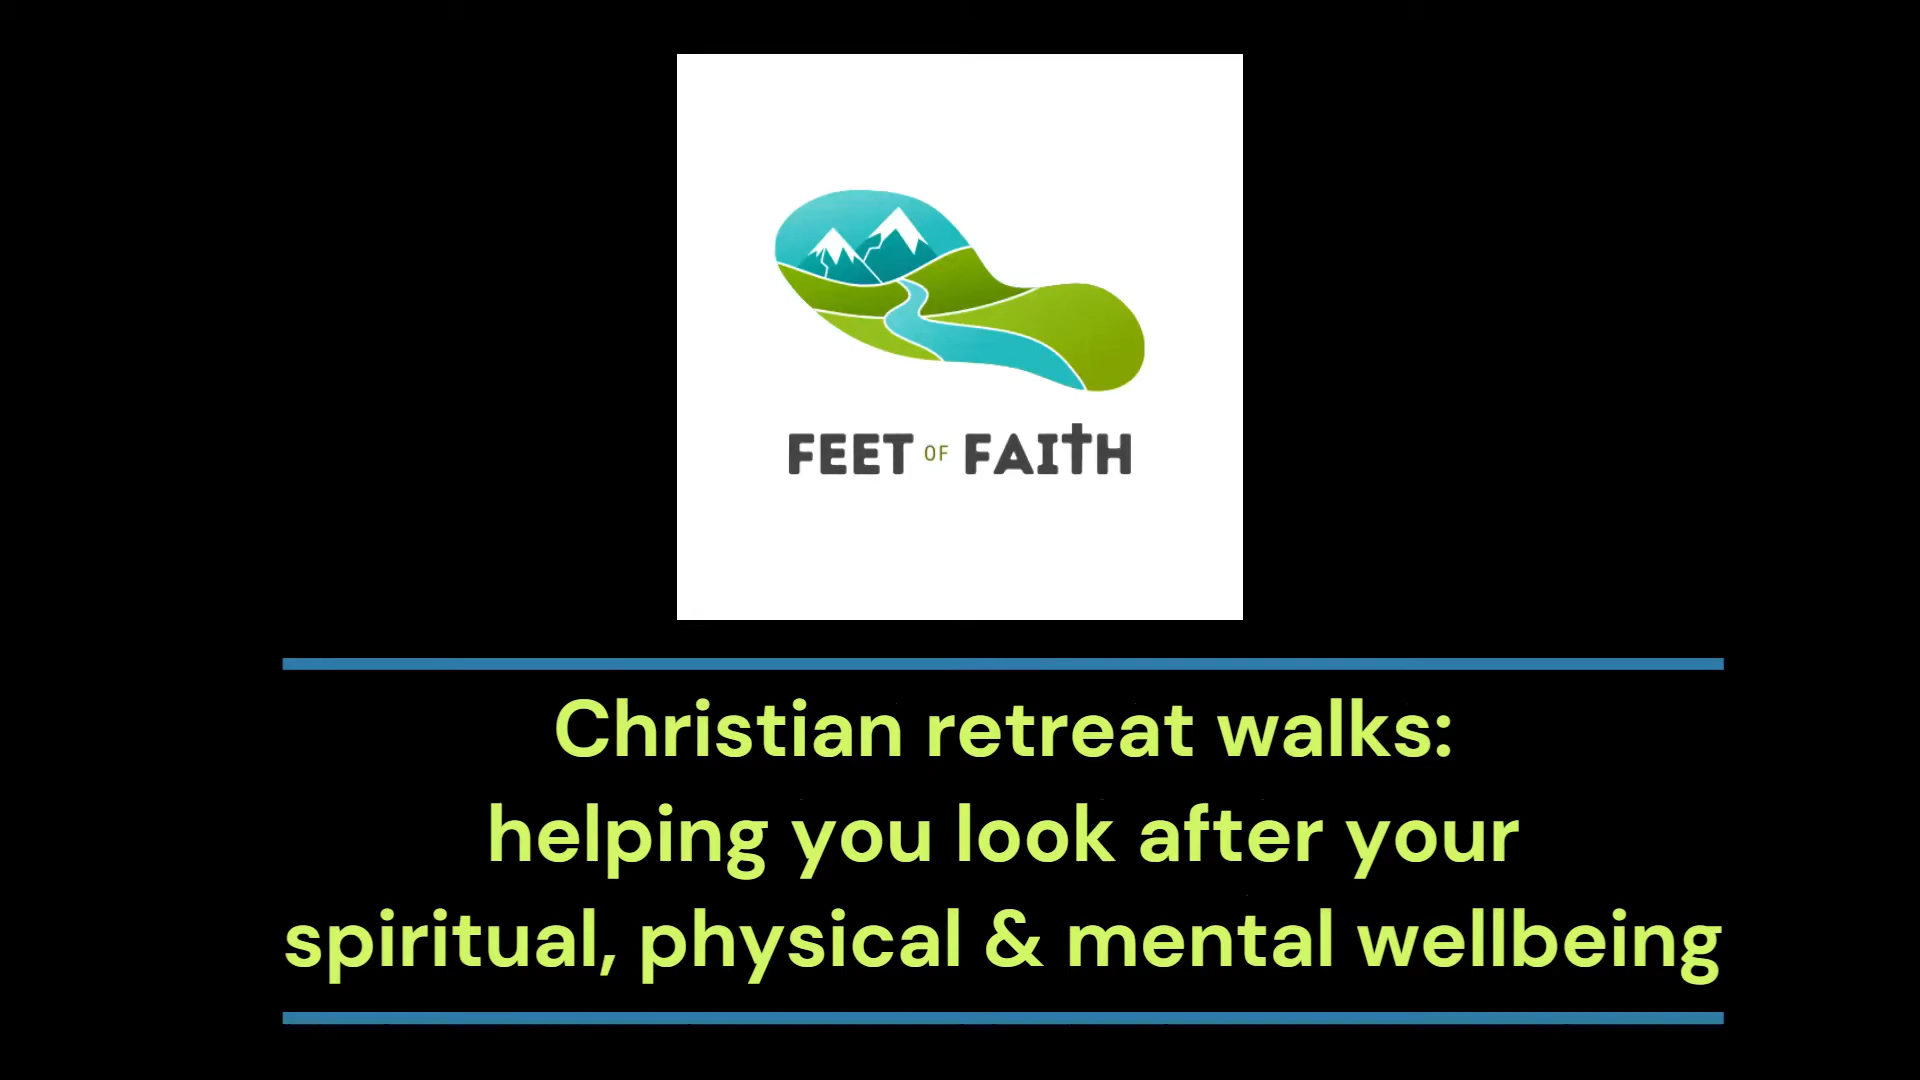 FEET OF FAITH
Christian retreat walks:
helping you look after your
spiritual, physical & mental wellbeing